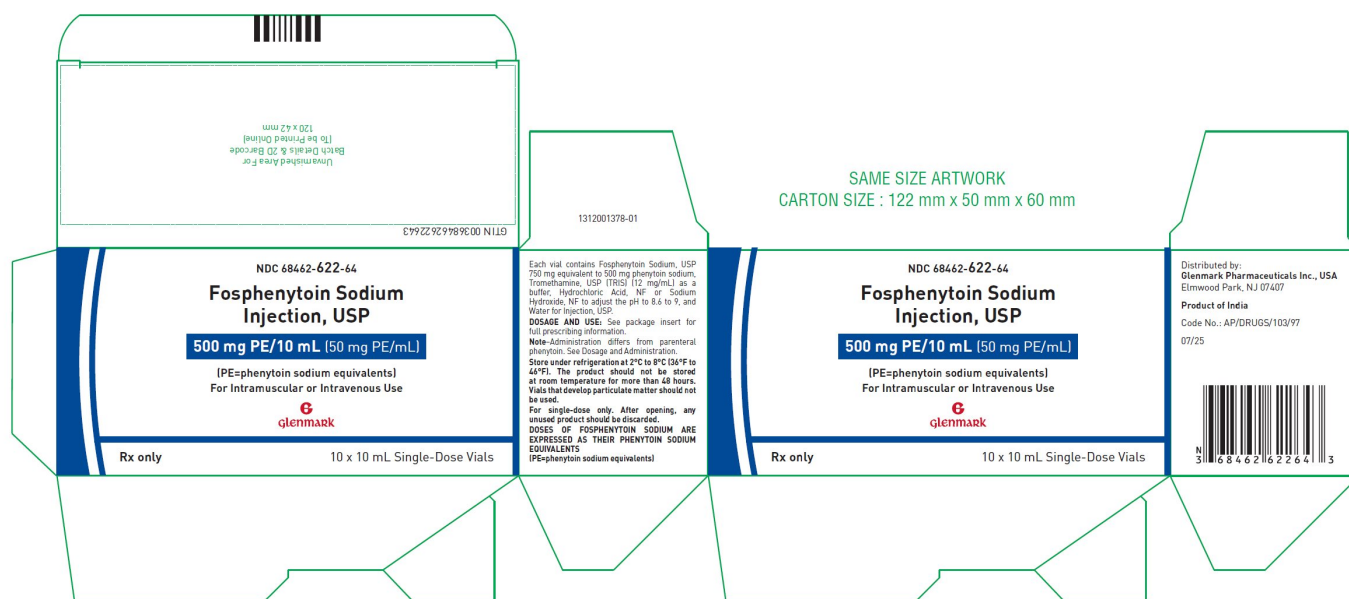 Unvarnished Area For
Batch Details & 2D Barcode
(To be Printed Online)
120 x 42 mm
GTIN 00368462622643
1312001378-01
SAME SIZE ARTWORK
CARTON SIZE : 122 mm x 50 mm x 60 mm
NDC 68462-622-64
Fosphenytoin Sodium
Injection, USP
500 mg PE/10 mL (50 mg PE/mL)
(PE=phenytoin sodium equivalents)
For Intramuscular or Intravenous Use
G
Glenmark
Rx only
10 x 10 mL Single-Dose Vials
Each vial contains Fosphenytoin Sodium, USP
750 mg equivalent to 500 mg phenytoin sodium,
Tromethamine, USP (TRIS) (12 mg/mL) as a
buffer, Hydrochloric Acid, NF or Sodium
Hydroxide, NF to adjust the pH to 8.6 to 9, and
Water for Injection, USP.
DOSAGE AND USE: See package insert for
full prescribing information.
Note–Administration differs from parenteral
phenytoin. See Dosage and Administration.
Store under refrigeration at 2°C to 8°C (36°F to
46°F). The product should not be stored
at room temperature for more than 48 hours.
Vials that develop particulate matter should not
be used.
For single-dose only. After opening, any
unused product should be discarded.
DOSES OF FOSPHENYTOIN SODIUM ARE
EXPRESSED AS THEIR PHENYTOIN SODIUM
EQUIVALENTS
(PE=phenytoin sodium equivalents)
NDC 68462-622-64
Fosphenytoin Sodium
Injection, USP
500 mg PE/10 mL (50 mg PE/mL)
(PE=phenytoin sodium equivalents)
For Intramuscular or Intravenous Use
G
Glenmark
Rx only
10 x 10 mL Single-Dose Vials
Distributed by:
Glenmark Pharmaceuticals Inc., USA
Elmwood Park, NJ 07407
Product of India
Code No.: AP/DRUGS/103/97
07/25
N
3 68462 62264 3